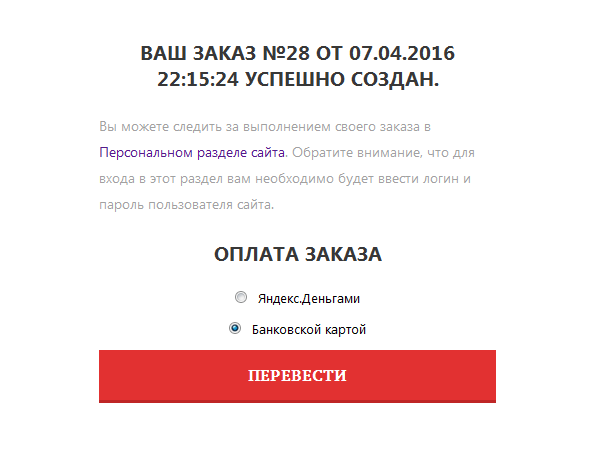 ВАШ ЗАКАЗ №28 ОТ 07.04.2016
22:15:24 УСПЕШНО СОЗДАН.
Вы можете следить за выполнением своего заказа в
Персональном разделе сайта. Обратите внимание, что для
входа в этот раздел вам необходимо будет ввести логин и
пароль пользователя сайта.
ОПЛАТА ЗАКАЗА
Яндекс.Деньгами
Банковской картой
ПЕРЕВЕСТИ